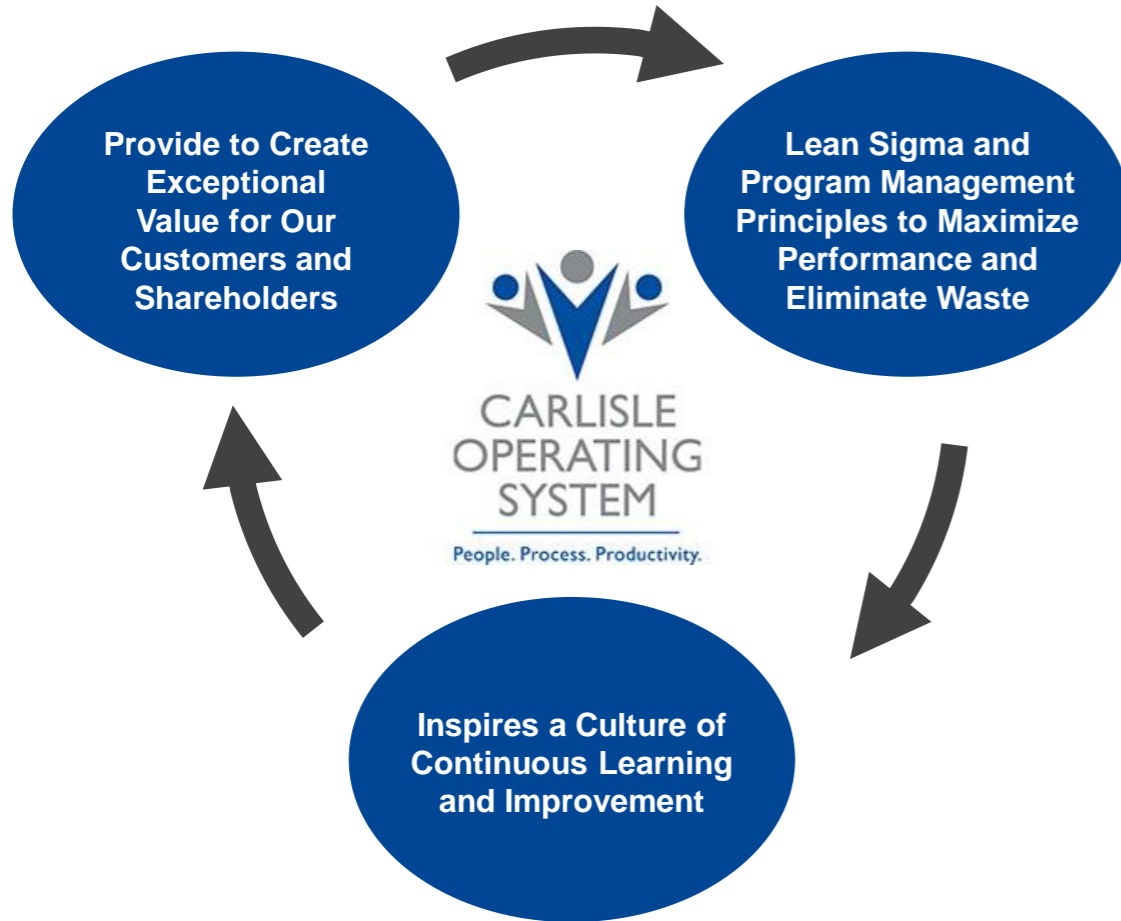 Provide to Create
Exceptional
Value for Our
Customers and
Shareholders
Lean Sigma and
Program Management
Principles to Maximize
Performance and
Eliminate Waste
CARLISLE
OPERATING
SYSTEM
People. Process. Productivity.
Inspires a Culture of
Continuous Learning
and Improvement